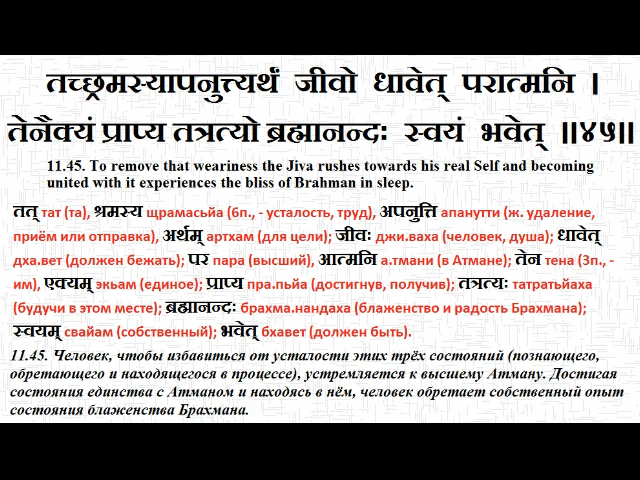 तच्छ्रमस्यापनुत्त्यर्थं जीवो धावेत् परात्मनि ।
तेनैक्यं प्राप्य तत्रत्यो ब्रह्मानन्दः स्वयं भवेत् ॥४५॥
11.45. To remove that weariness the Jiva rushes towards his real Self and becoming
united with it experiences the bliss of Brahman in sleep.
तत् тат (та), श्रमस्य щрамасьйа (6п., - усталость, труд), अपनुत्ति апанутти (ж. удаление,
приём или отправка), अर्थम् артхам (для цели); जीवः джи.ваха (человек, душа); धावेत्
дха.вет (должен бежать); पर пара (высший), आत्मनि а.тмани (в Атмане); तेन тена (3п., -
им), एक्यम् экьам (единое); प्राप्य пра.пьйа (достигнув, получив); तत्रत्यः татратьйаха
(будучи в этом месте); ब्रह्मानन्दः брахма.нандаха (блаженство и радость Брахмана);
स्वयम् свайам (собственный); भवेत् бхавет (должен быть).
11.45. Человек, чтобы избавиться от усталости этих трёх состояний (познающего,
обретающего и находящегося в процессе), устремляется к высшему Атману. Достигая
состояния единства с Атманом и находясь в нём, человек обретает собственный опыт
состояния блаженства Брахмана.